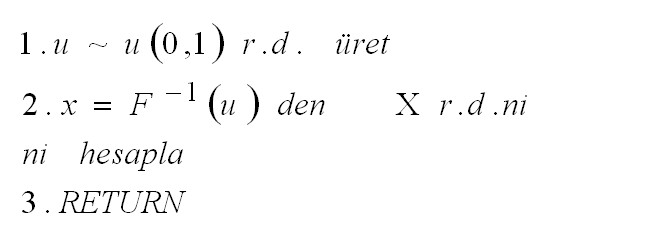 1.u ~ u(0,1) r.d. üret
2.x = F⁻¹(u) den X r.d.ni
ni hesapla
3.RETURN